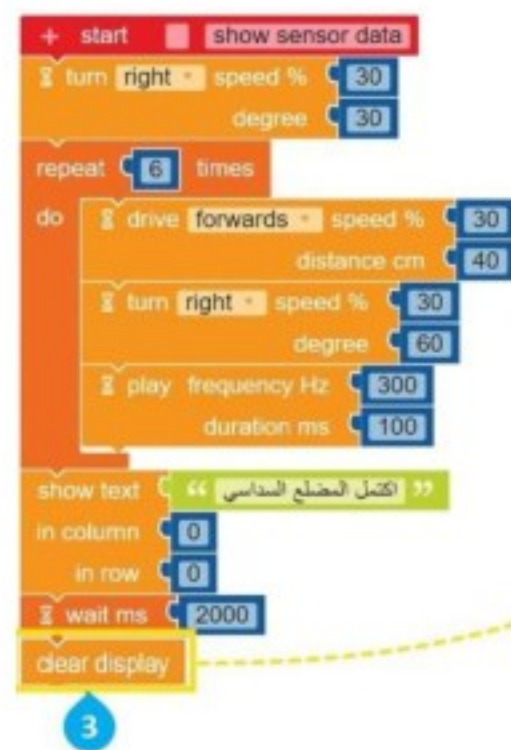 + start show sensor data
turn right speed % 30
degree 30
repeat 6 times
do drive forwards speed % 30
distance cm 40
turn right speed % 30
degree 60
play frequency Hz 300
duration ms 100
show text “ اكتمل المضلع السداسي ”
in column 0
in row 0
wait ms 2000
clear display
3